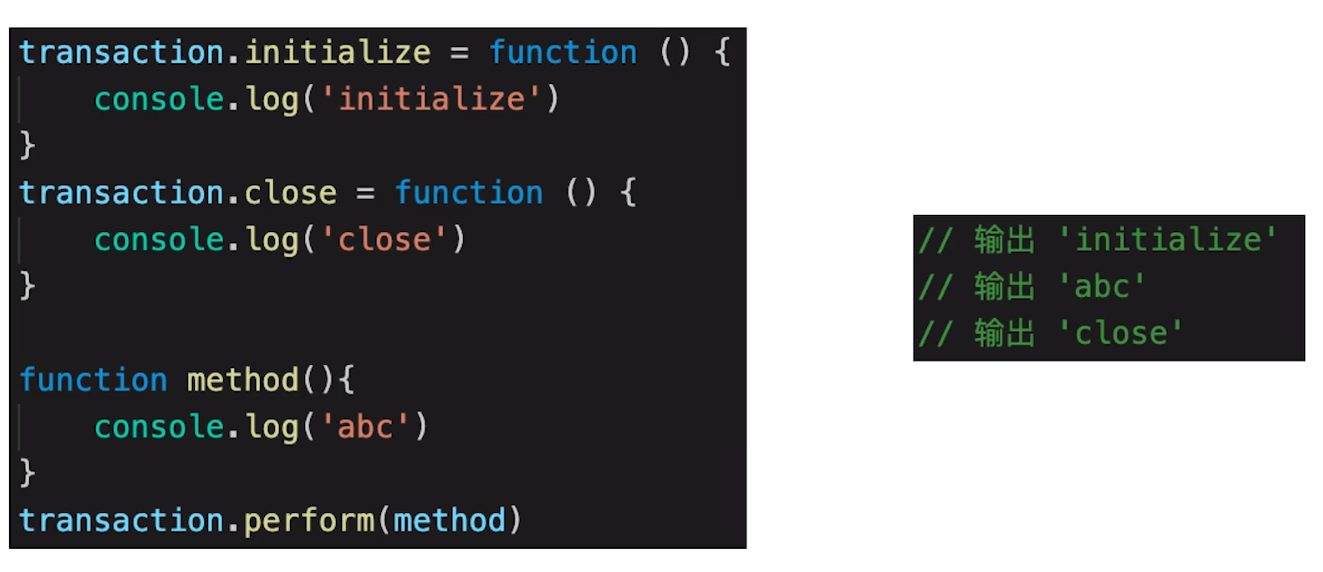 transaction.initialize = function () {
    console.log('initialize')
}
transaction.close = function () {
    console.log('close')
}
function method(){
    console.log('abc')
}
transaction.perform(method)
// 输出 'initialize'
// 输出 'abc'
// 输出 'close'